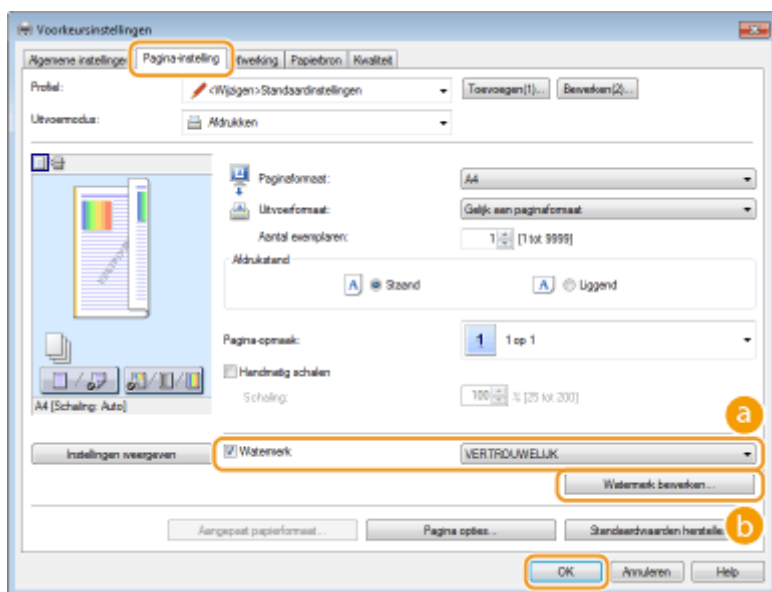 Voorkeursinstellingen
Algemene instellingen Pagina-instelling fwerking Papierbron Kwaliteit
Profiel: <Wijzigen>Standaardinstellingen Toevoegen(1)... Bewerken(2)...
Uitvoermodus: Afdrukken
Paginaformaat: A4
Uitvoerformaat: Gelijk aan paginaformaat
Aantal exemplaren: 1 [1 tot 9999]
Afdrukstand
A Staand A Liggend
Pagina-opmaak: 1 1 op 1
Handmatig schalen
Schaling: 100 % [25 tot 200]
A4 [Schaling: Auto]
a
Instellingen weergeven Watermerk VERTROUWELIJK
Watermerk bewerken...
Aangepast papierformaat... Pagina opties... Standaardwaarden herstelle
b
OK Annuleren Help